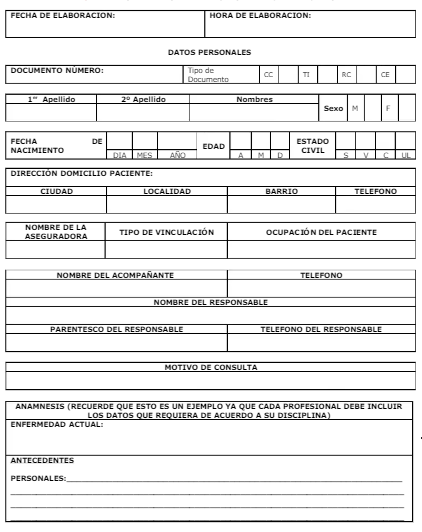 FECHA DE ELABORACION: HORA DE ELABORACION:
DATOS PERSONALES
DOCUMENTO NÚMERO: Tipo de Documento CC TI RC CE
1er Apellido 2º Apellido Nombres Sexo M F
FECHA DE NACIMIENTO DIA MES AÑO EDAD A M D ESTADO CIVIL S V C UL
DIRECCIÓN DOMICILIO PACIENTE:
CIUDAD LOCALIDAD BARRIO TELEFONO
NOMBRE DE LA ASEGURADORA TIPO DE VINCULACIÓN OCUPACIÓN DEL PACIENTE
NOMBRE DEL ACOMPAÑANTE TELEFONO
NOMBRE DEL RESPONSABLE
PARENTESCO DEL RESPONSABLE TELEFONO DEL RESPONSABLE
MOTIVO DE CONSULTA
ANAMNESIS (RECUERDE QUE ESTO ES UN EJEMPLO YA QUE CADA PROFESIONAL DEBE INCLUIR
LOS DATOS QUE REQUIERA DE ACUERDO A SU DISCIPLINA)
ENFERMEDAD ACTUAL:
ANTECEDENTES
PERSONALES: